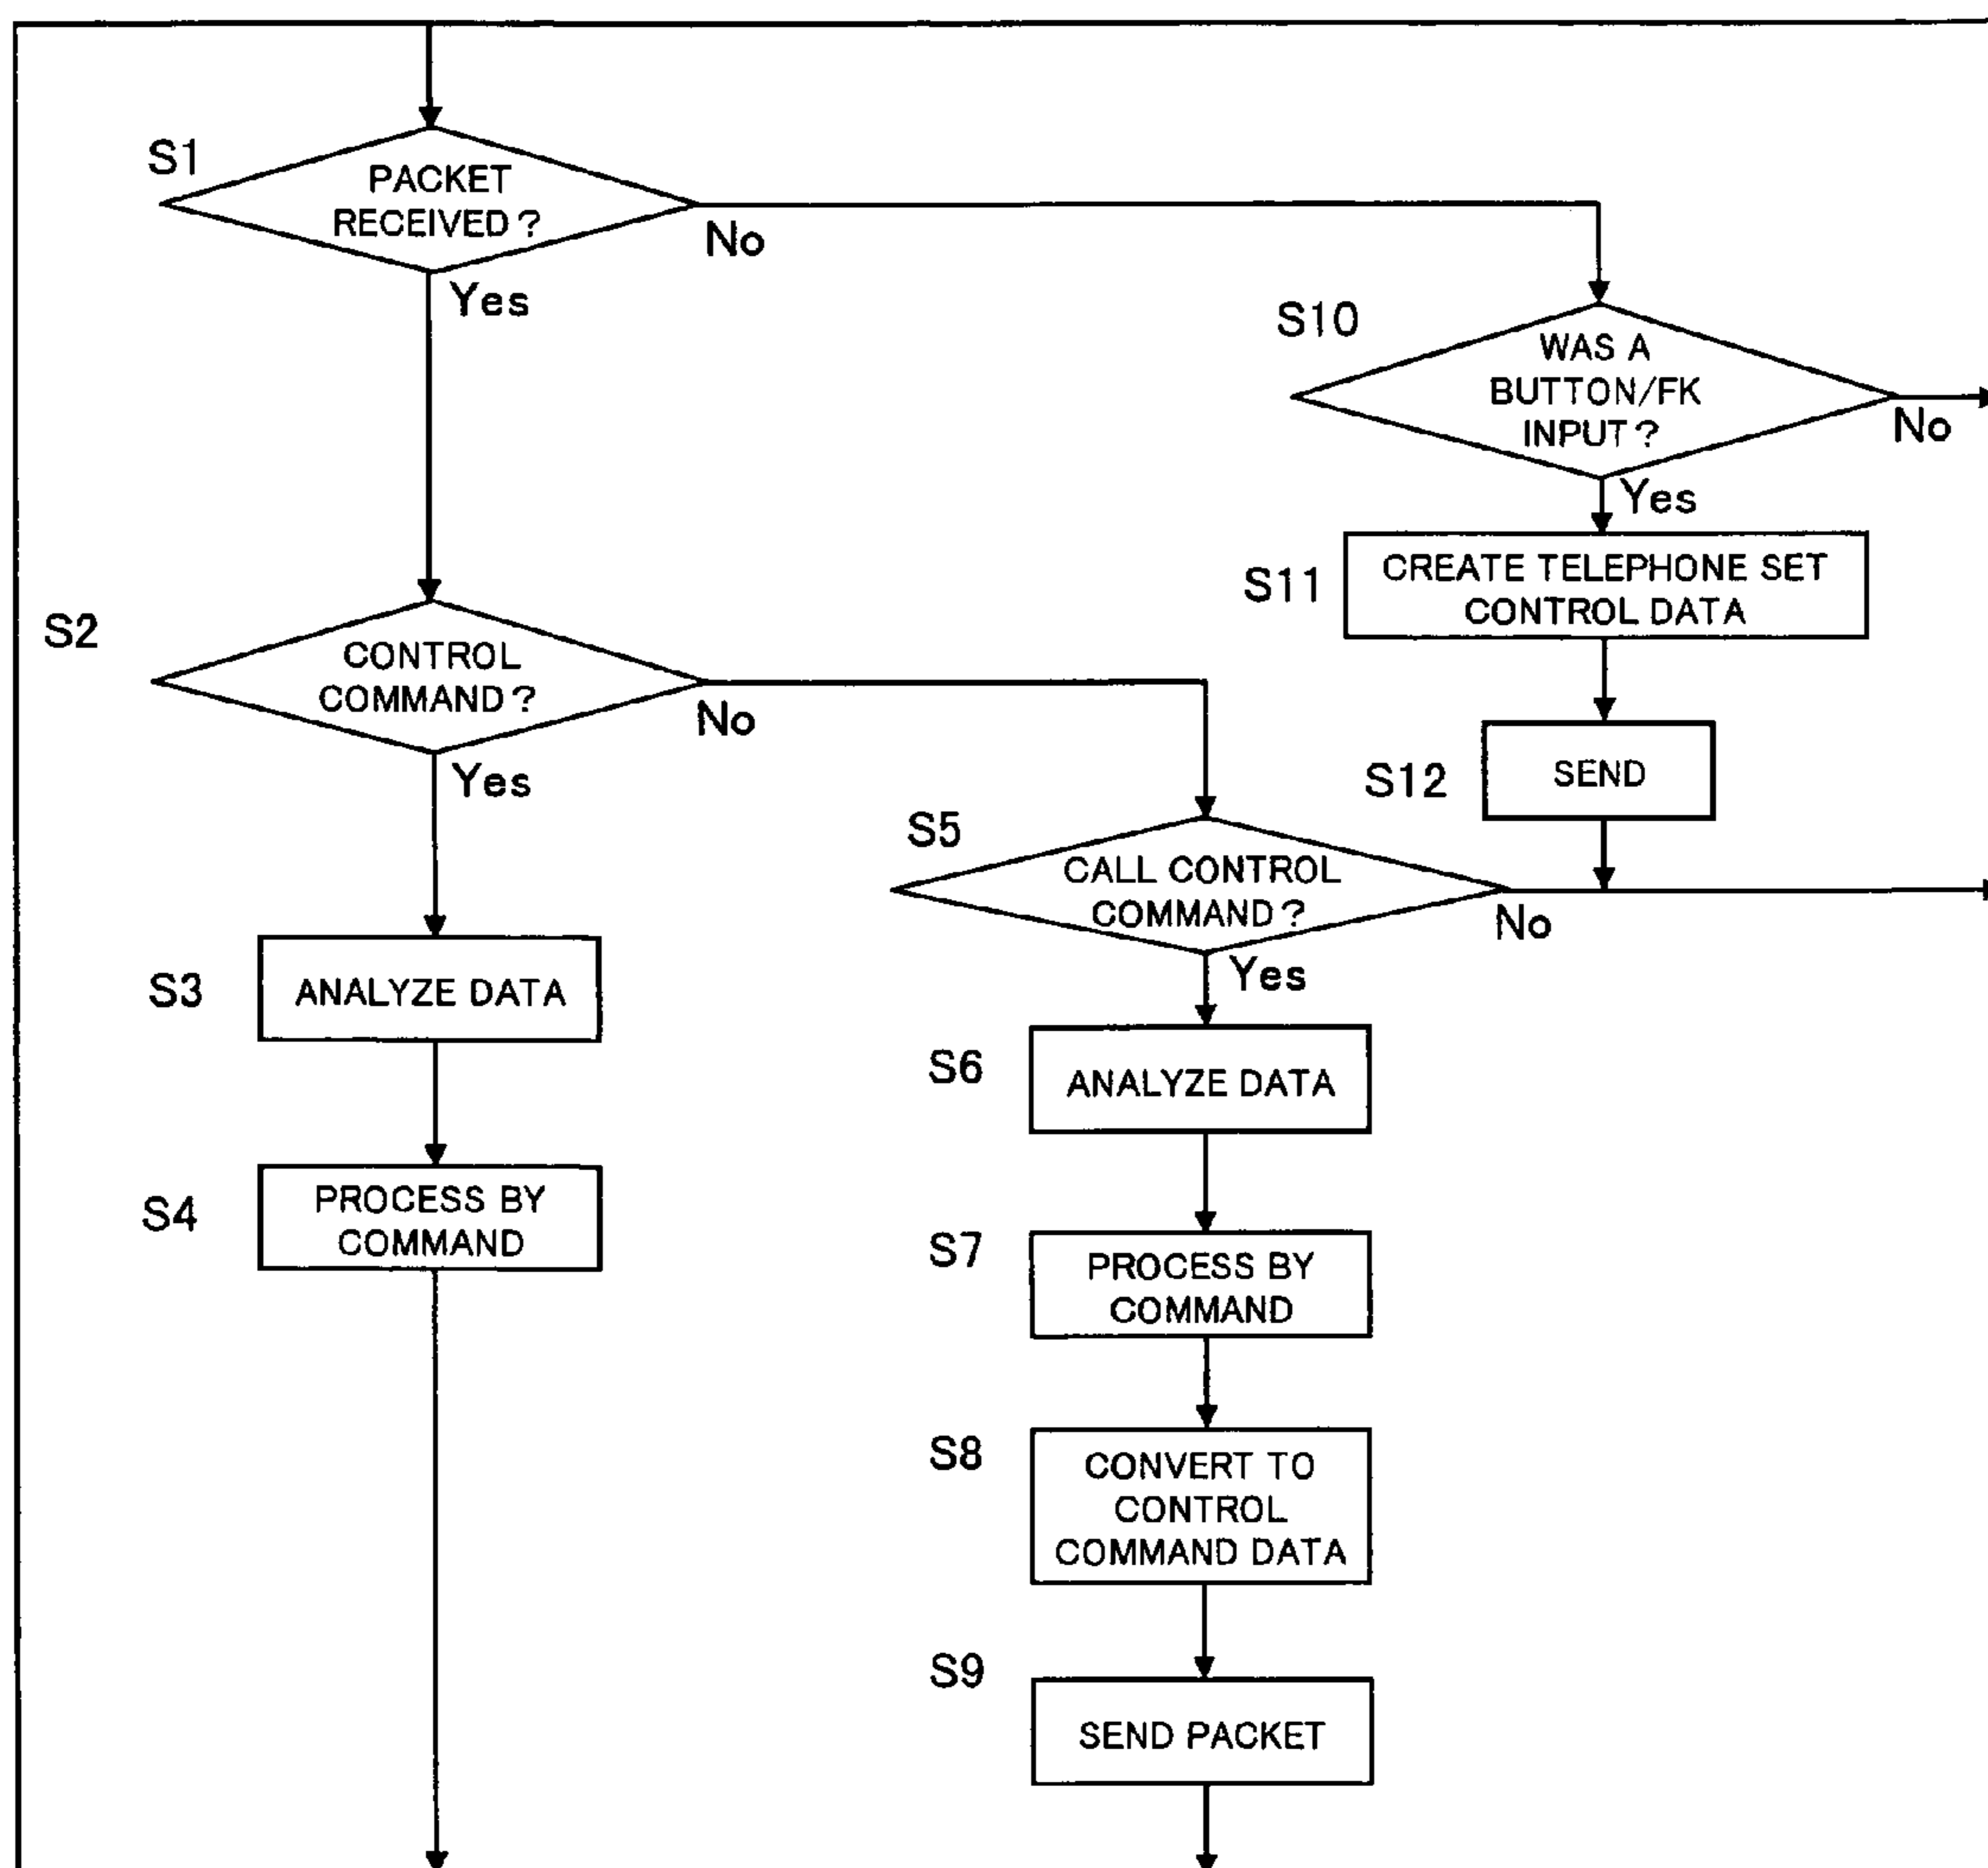 S1
PACKET
RECEIVED?
No
Yes
S10
WAS A
BUTTON/FK
INPUT?
No
Yes
S11
CREATE TELEPHONE SET
CONTROL DATA
S12
SEND
S2
CONTROL
COMMAND?
No
Yes
S5
CALL CONTROL
COMMAND?
No
Yes
S3
ANALYZE DATA
S4
PROCESS BY
COMMAND
S6
ANALYZE DATA
S7
PROCESS BY
COMMAND
S8
CONVERT TO
CONTROL
COMMAND DATA
S9
SEND PACKET